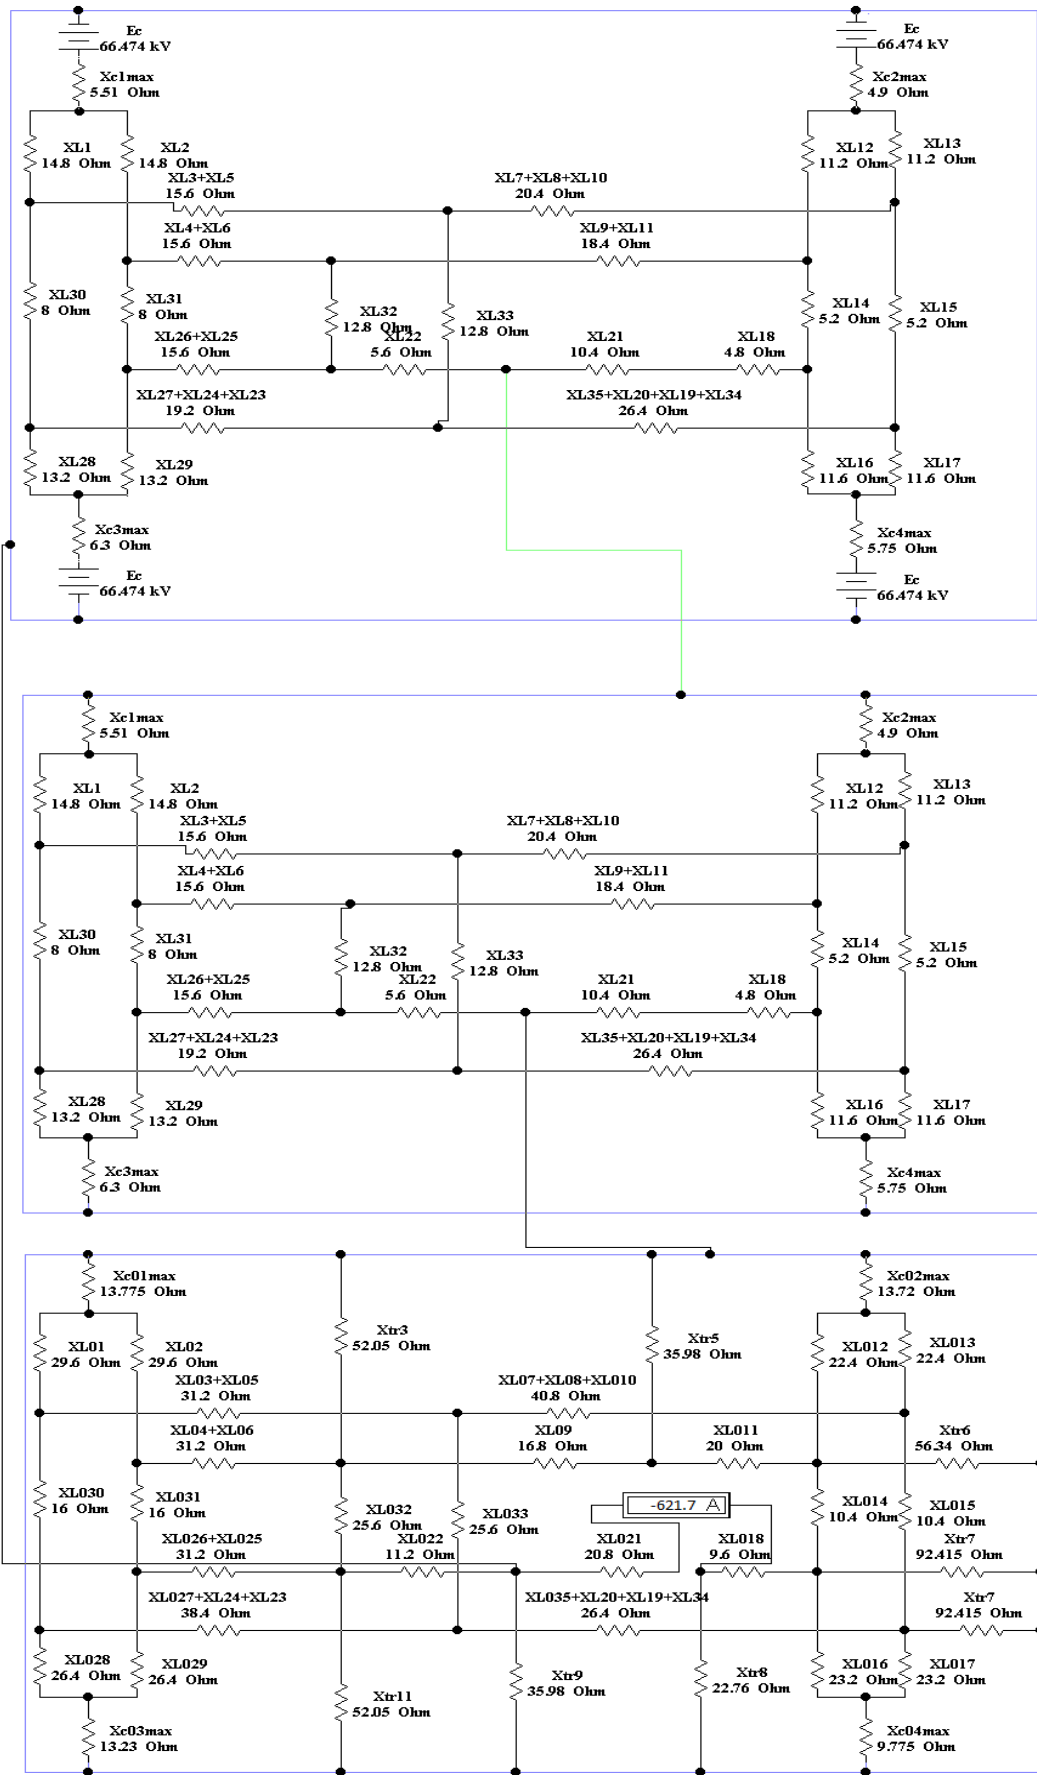 Ec
66.474 kV
Ec
66.474 kV
Xc1max
5.51 Ohm
Xc2max
4.9 Ohm
XL1
14.8 Ohm
XL2
14.8 Ohm
XL12
11.2 Ohm
XL13
11.2 Ohm
XL3+XL5
15.6 Ohm
XL7+XL8+XL10
20.4 Ohm
XL4+XL6
15.6 Ohm
XL9+XL11
18.4 Ohm
XL30
8 Ohm
XL31
8 Ohm
XL32
12.8 Ohm
XL33
12.8 Ohm
XL14
5.2 Ohm
XL15
5.2 Ohm
XL26+XL25
15.6 Ohm
XL22
5.6 Ohm
XL21
10.4 Ohm
XL18
4.8 Ohm
XL27+XL24+XL23
19.2 Ohm
XL35+XL20+XL19+XL34
26.4 Ohm
XL28
13.2 Ohm
XL29
13.2 Ohm
XL16
11.6 Ohm
XL17
11.6 Ohm
Xc3max
6.3 Ohm
Xc4max
5.75 Ohm
Ec
66.474 kV
Ec
66.474 kV
Xc1max
5.51 Ohm
Xc2max
4.9 Ohm
XL1
14.8 Ohm
XL2
14.8 Ohm
XL12
11.2 Ohm
XL13
11.2 Ohm
XL3+XL5
15.6 Ohm
XL7+XL8+XL10
20.4 Ohm
XL4+XL6
15.6 Ohm
XL9+XL11
18.4 Ohm
XL30
8 Ohm
XL31
8 Ohm
XL32
12.8 Ohm
XL33
12.8 Ohm
XL14
5.2 Ohm
XL15
5.2 Ohm
XL26+XL25
15.6 Ohm
XL22
5.6 Ohm
XL21
10.4 Ohm
XL18
4.8 Ohm
XL27+XL24+XL23
19.2 Ohm
XL35+XL20+XL19+XL34
26.4 Ohm
XL28
13.2 Ohm
XL29
13.2 Ohm
XL16
11.6 Ohm
XL17
11.6 Ohm
Xc3max
6.3 Ohm
Xc4max
5.75 Ohm
Xc01max
13.775 Ohm
Xc02max
13.72 Ohm
Xtr3
52.05 Ohm
Xtr5
35.98 Ohm
XL01
29.6 Ohm
XL02
29.6 Ohm
XL012
22.4 Ohm
XL013
22.4 Ohm
XL03+XL05
31.2 Ohm
XL07+XL08+XL010
40.8 Ohm
XL04+XL06
31.2 Ohm
XL09
16.8 Ohm
XL011
20 Ohm
Xtr6
56.34 Ohm
XL030
16 Ohm
XL031
16 Ohm
XL032
25.6 Ohm
XL033
25.6 Ohm
-621.7 A
XL014
10.4 Ohm
XL015
10.4 Ohm
XL026+XL025
31.2 Ohm
XL022
11.2 Ohm
XL021
20.8 Ohm
XL018
9.6 Ohm
Xtr7
92.415 Ohm
XL027+XL24+XL23
38.4 Ohm
XL035+XL20+XL19+XL34
26.4 Ohm
Xtr7
92.415 Ohm
XL028
26.4 Ohm
XL029
26.4 Ohm
Xtr11
52.05 Ohm
Xtr9
35.98 Ohm
Xtr8
22.76 Ohm
XL016
23.2 Ohm
XL017
23.2 Ohm
Xc03max
13.23 Ohm
Xc04max
9.775 Ohm